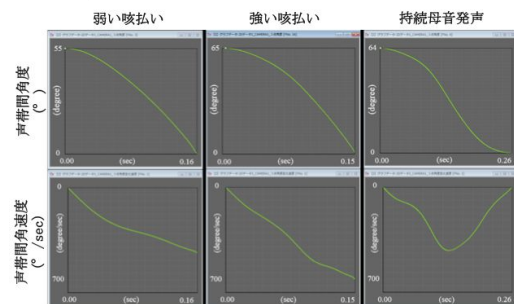 弱い咳払い
強い咳払い
持続母音発声
声帯間角度
(°)
55
(degree)
0
0.00
(sec)
0.16
65
(degree)
0
0.00
(sec)
0.15
64
(degree)
0
0.00
(sec)
0.26
声帯間角速度
(°/sec)
0
(degree/sec)
700
0.00
(sec)
0.16
0
(degree/sec)
700
0.00
(sec)
0.15
0
(degree/sec)
700
0.00
(sec)
0.26